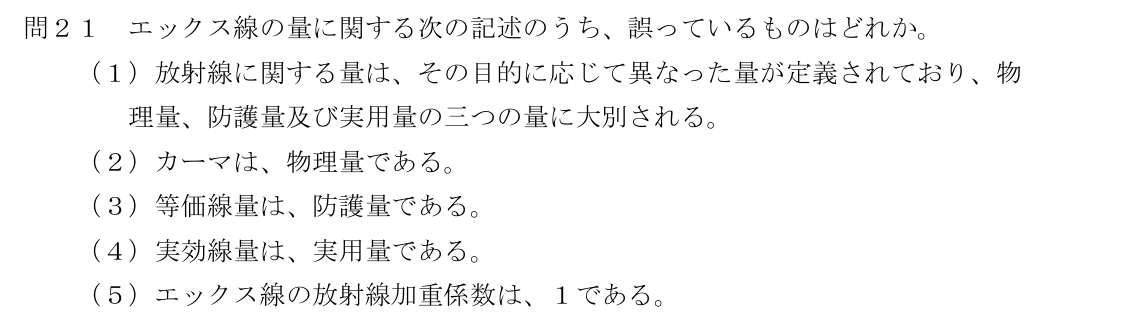 問２１　エックス線の量に関する次の記述のうち、誤っているものはどれか。
（１）放射線に関する量は、その目的に応じて異なった量が定義されており、物
理量、防護量及び実用量の三つの量に大別される。
（２）カーマは、物理量である。
（３）等価線量は、防護量である。
（４）実効線量は、実用量である。
（５）エックス線の放射線加重係数は、１である。